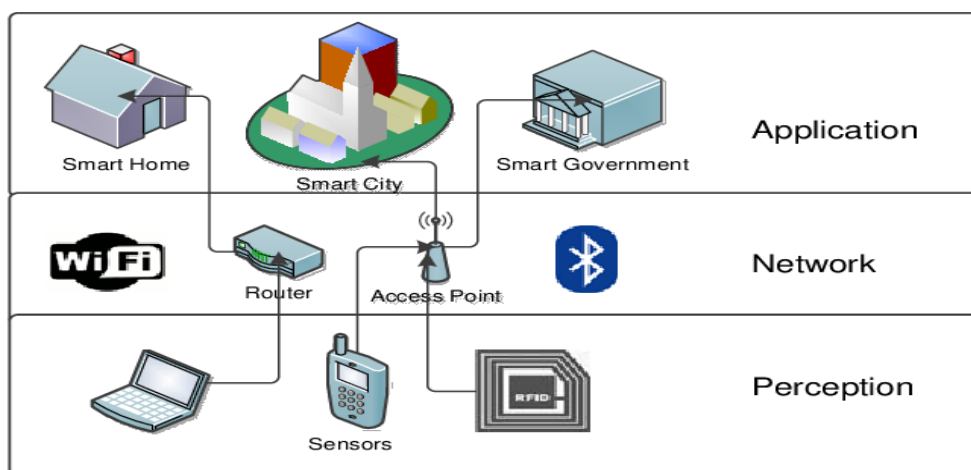 Smart Home
Smart City
Smart Government
Application
WiFi
Router
Access Point
Network
Sensors
RFID
Perception